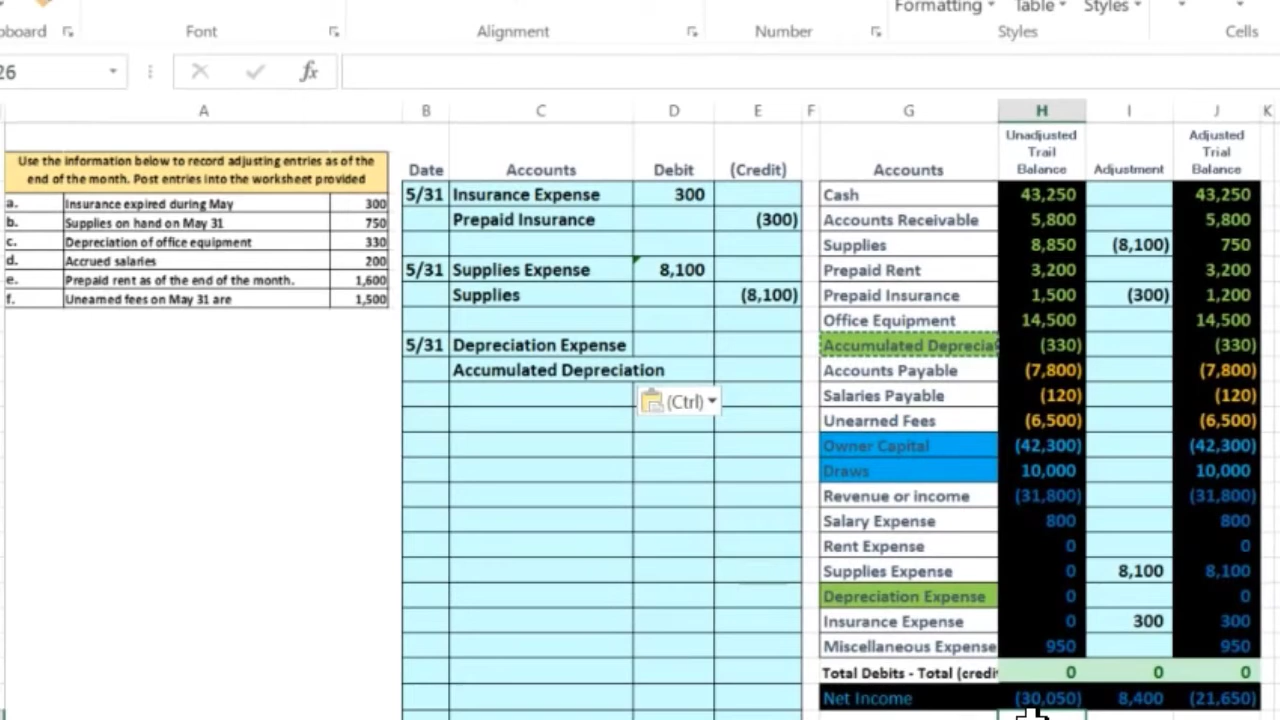 Formatting Table Styles
pboard Font Alignment Number Styles Cells
26 fx
A B C D E F G H I J K
Use the information below to record adjusting entries as of the
end of the month. Post entries into the worksheet provided
a. Insurance expired during May 300
b. Supplies on hand on May 31 750
c. Depreciation of office equipment 330
d. Accrued salaries 200
e. Prepaid rent as of the end of the month. 1,600
f. Unearned fees on May 31 are 1,500
Date Accounts Debit (Credit)
5/31 Insurance Expense 300
Prepaid Insurance (300)
5/31 Supplies Expense 8,100
Supplies (8,100)
5/31 Depreciation Expense
Accumulated Depreciation
(Ctrl)
Accounts Unadjusted Trail Balance Adjustment Adjusted Trial Balance
Cash 43,250 43,250
Accounts Receivable 5,800 5,800
Supplies 8,850 (8,100) 750
Prepaid Rent 3,200 3,200
Prepaid Insurance 1,500 (300) 1,200
Office Equipment 14,500 14,500
Accumulated Deprecia (330) (330)
Accounts Payable (7,800) (7,800)
Salaries Payable (120) (120)
Unearned Fees (6,500) (6,500)
Owner Capital (42,300) (42,300)
Draws 10,000 10,000
Revenue or income (31,800) (31,800)
Salary Expense 800 800
Rent Expense 0 0
Supplies Expense 0 8,100 8,100
Depreciation Expense 0 0
Insurance Expense 0 300 300
Miscellaneous Expense 950 950
Total Debits - Total (credi 0 0 0
Net Income (30,050) 8,400 (21,650)